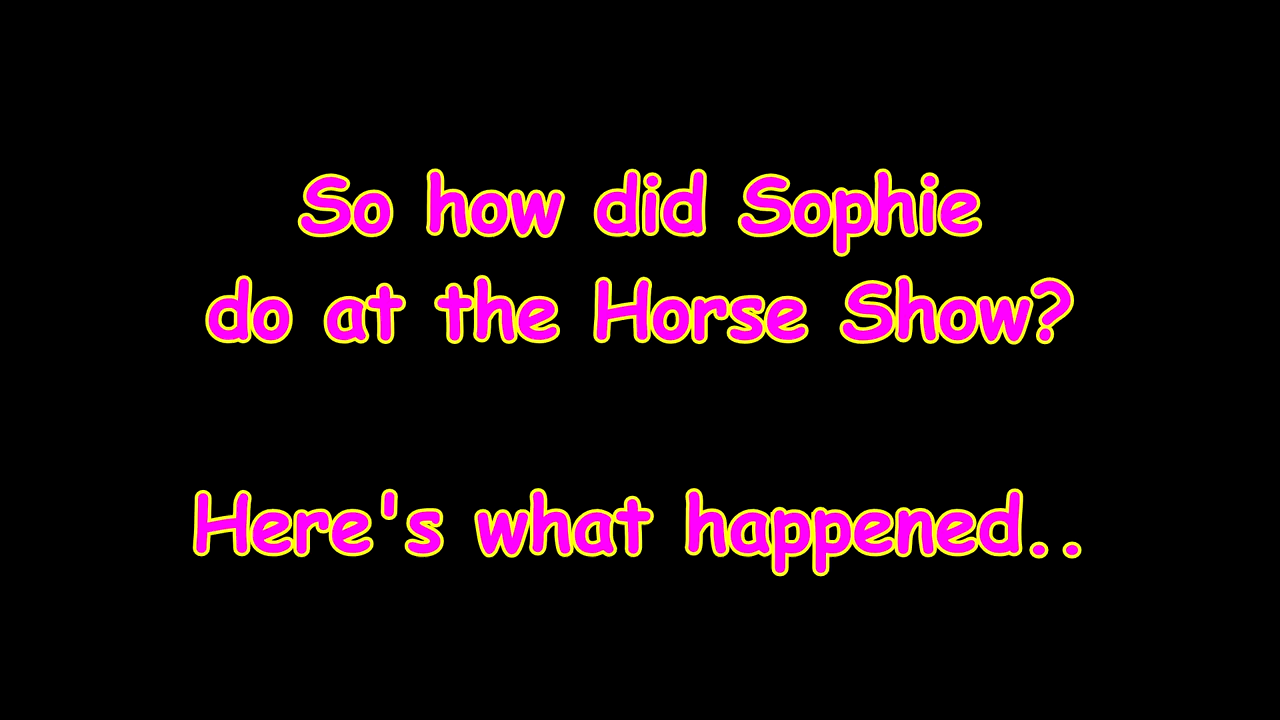 So how did Sophie
do at the Horse Show?
Here's what happened..